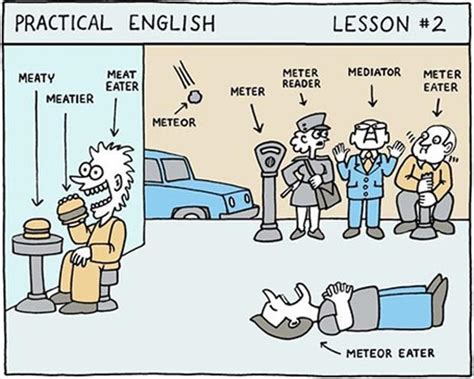 PRACTICAL ENGLISH
LESSON #2
MEATY
MEATIER
MEAT
EATER
METEOR
METER
METER
READER
MEDIATOR
METER
EATER
METEOR EATER